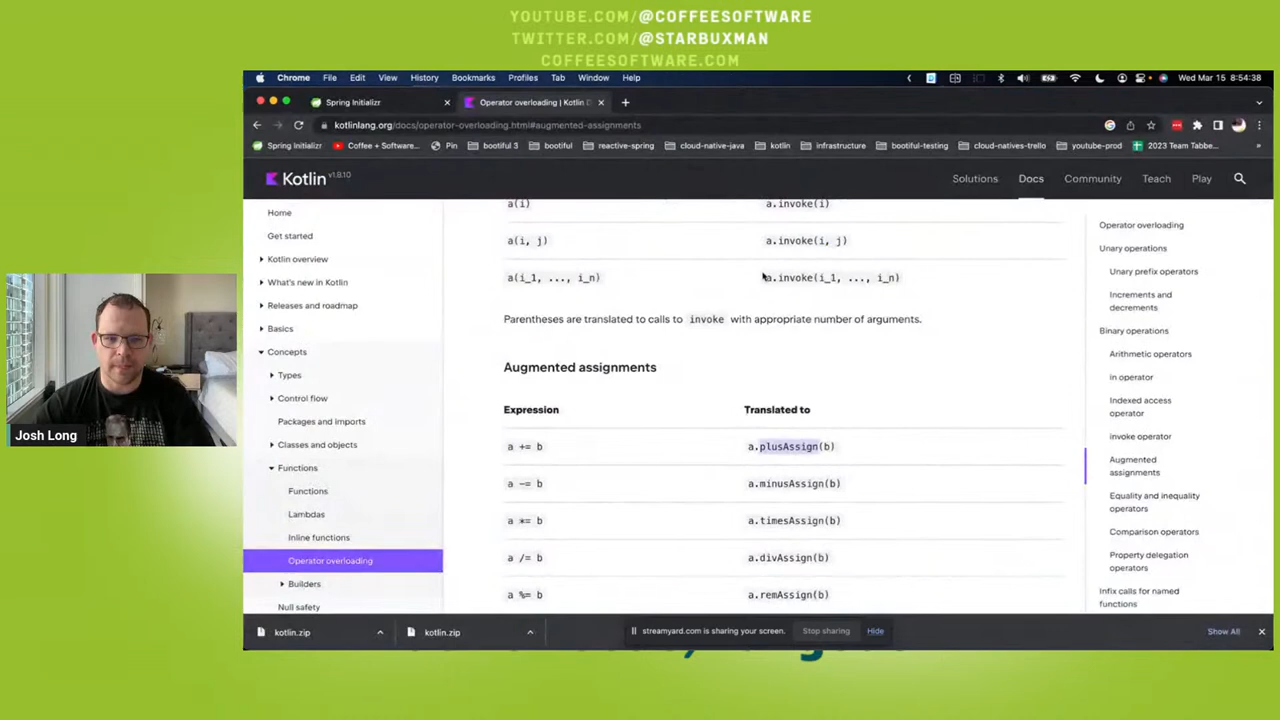 YOUTUBE.COM/@COFFEESOFTWARE
TWITTER.COM/@STARBUXMAN
COFFEESOFTWARE.COM
Chrome File Edit View History Bookmarks Profiles Tab Window Help Wed Mar 15 8:54:38
Spring Initializr
Operator overloading | Kotlin D
kotlinlang.org/docs/operator-overloading.html#augmented-assignments
Spring Initializr Coffee + Software... Pin bootiful 3 bootiful reactive-spring cloud-native-java kotlin infrastructure bootiful-testing cloud-natives-trello youtube-prod 2023 Team Tabbe...
Kotlin v1.8.10
Solutions Docs Community Teach Play
Home
Get started
Kotlin overview
What's new in Kotlin
Releases and roadmap
Basics
Concepts
Types
Control flow
Packages and imports
Classes and objects
Functions
Functions
Lambdas
Inline functions
Operator overloading
Builders
Null safety
a(i) a.invoke(i)
a(i, j) a.invoke(i, j)
a(i_1, ..., i_n) a.invoke(i_1, ..., i_n)
Parentheses are translated to calls to invoke with appropriate number of arguments.
Augmented assignments
Expression Translated to
a += b a.plusAssign(b)
a -= b a.minusAssign(b)
a *= b a.timesAssign(b)
a /= b a.divAssign(b)
a %= b a.remAssign(b)
Operator overloading
Unary operations
Unary prefix operators
Increments and
decrements
Binary operations
Arithmetic operators
in operator
Indexed access
operator
invoke operator
Augmented
assignments
Equality and inequality
operators
Comparison operators
Property delegation
operators
Infix calls for named
functions
Josh Long
kotlin.zip
kotlin.zip
streamyard.com is sharing your screen. Stop sharing Hide
Show All